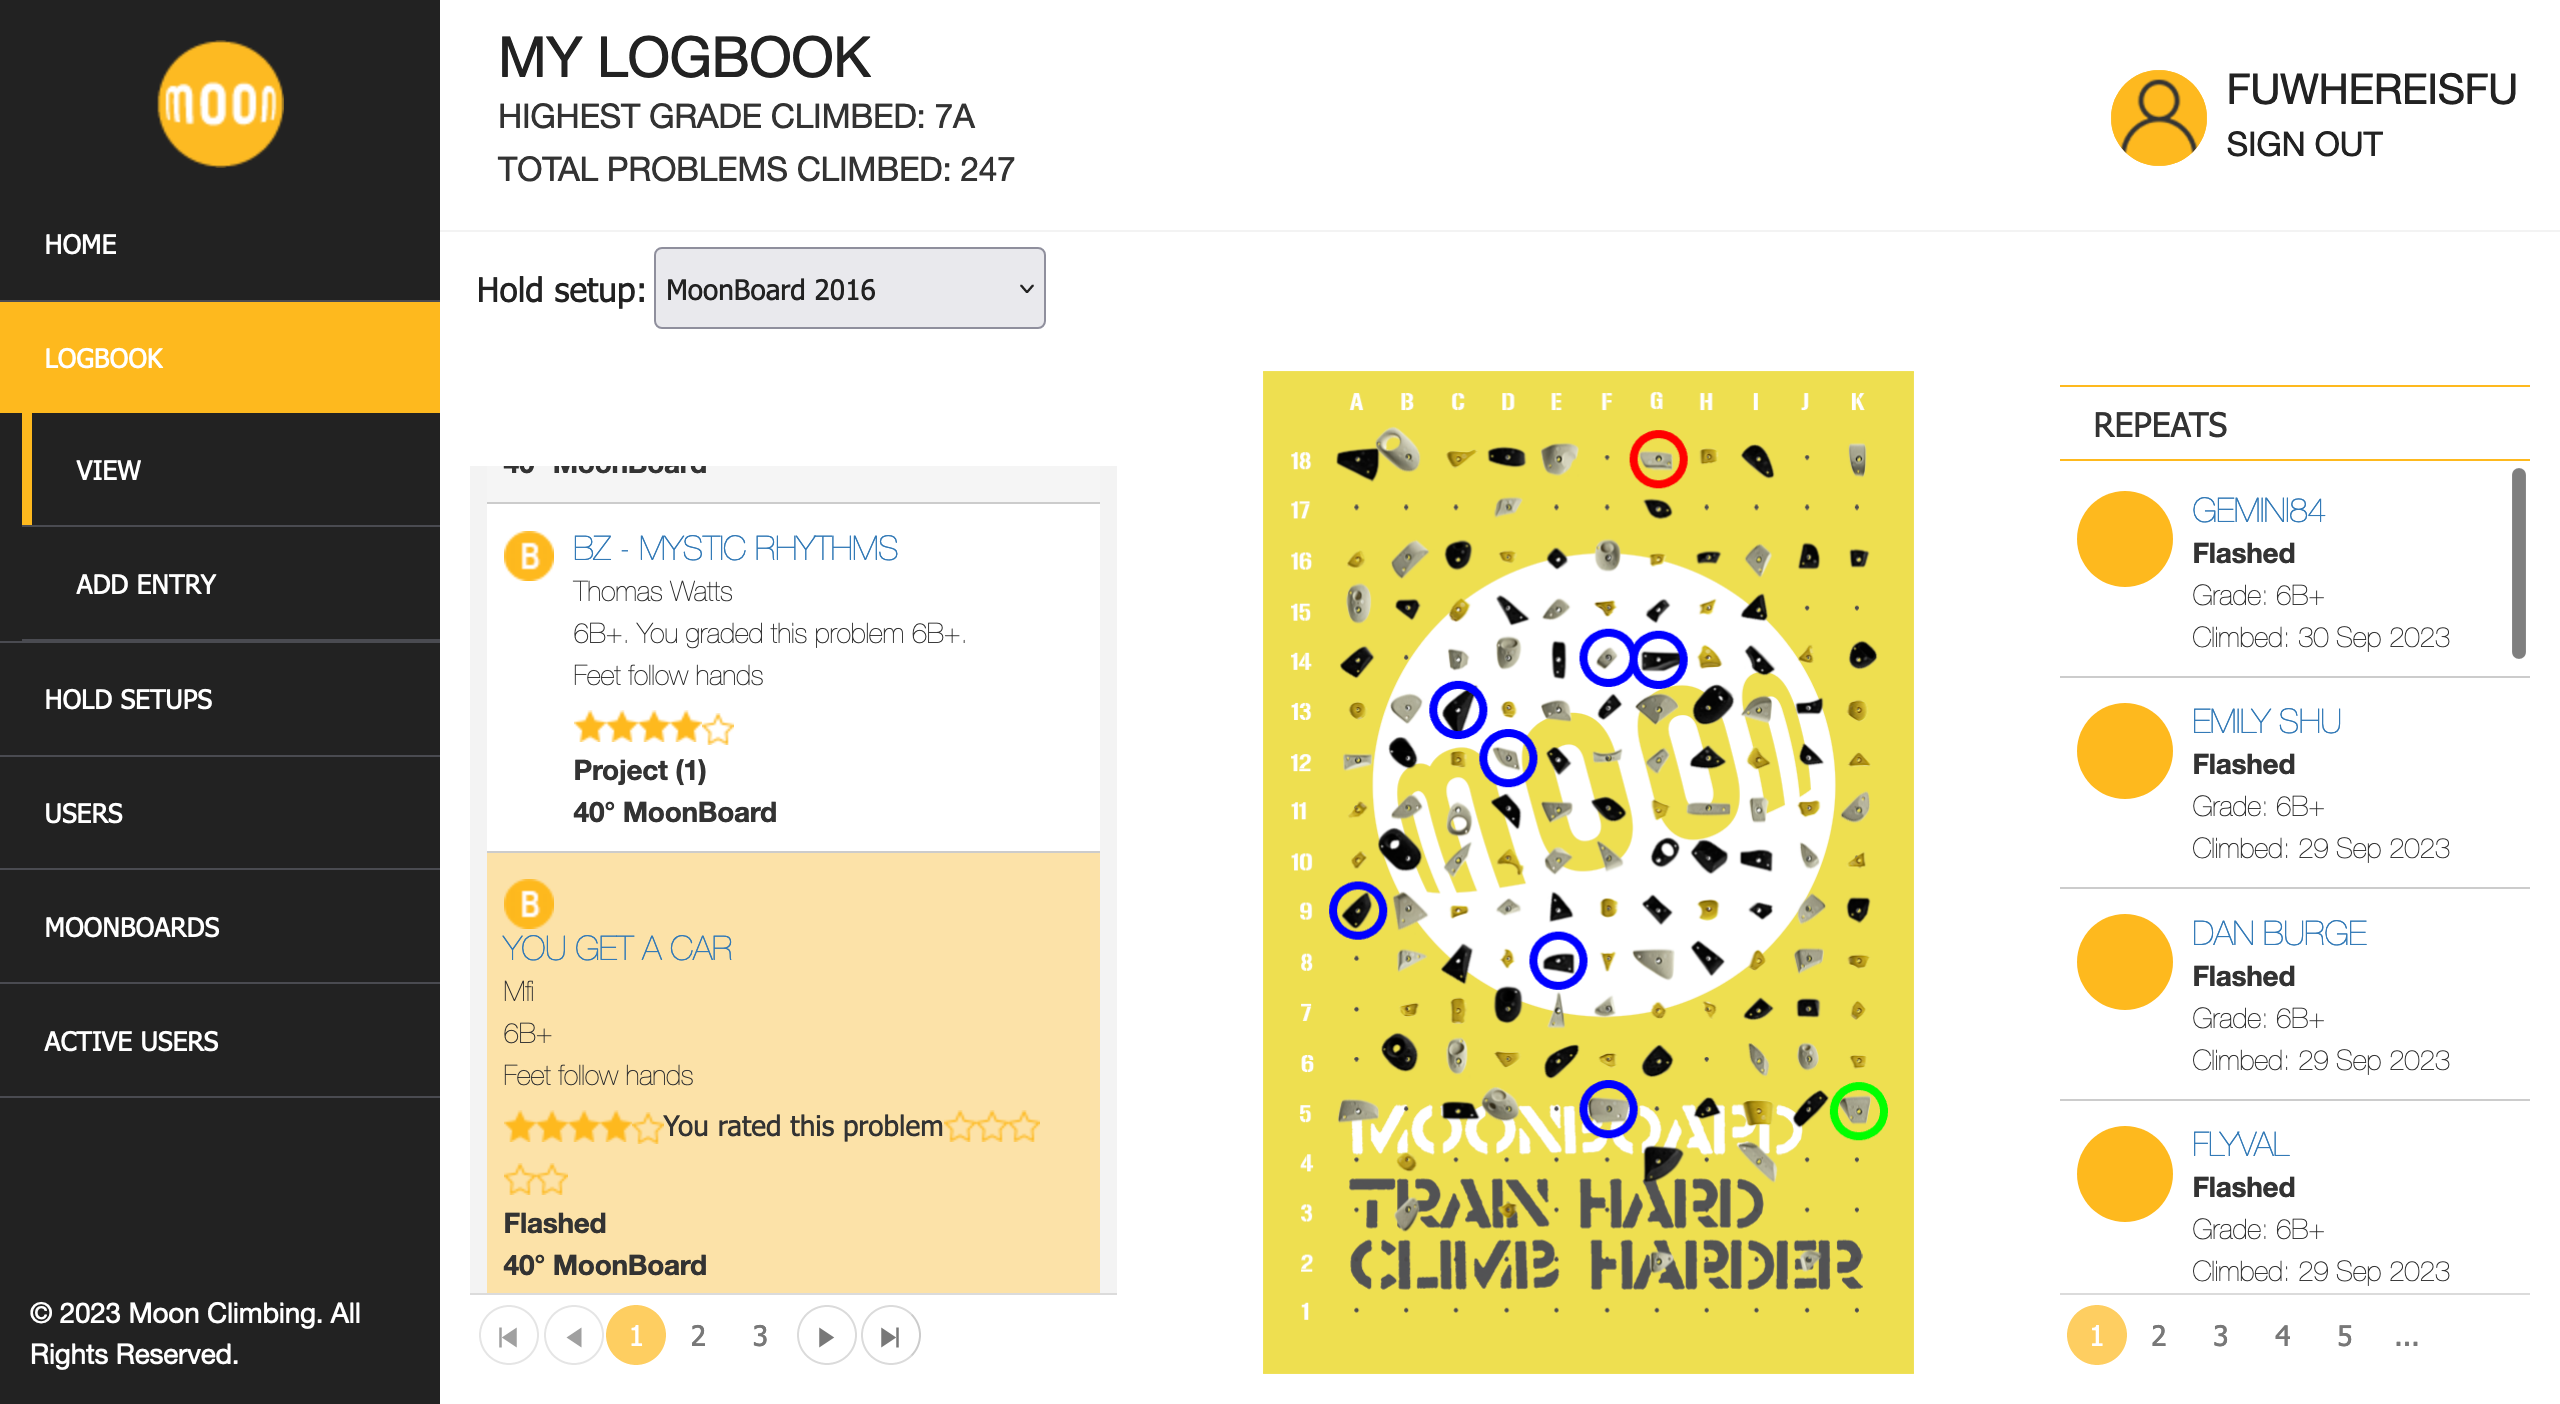 moon
HOME
LOGBOOK
VIEW
ADD ENTRY
HOLD SETUPS
USERS
MOONBOARDS
ACTIVE USERS
© 2023 Moon Climbing. All
Rights Reserved.
MY LOGBOOK
HIGHEST GRADE CLIMBED: 7A
TOTAL PROBLEMS CLIMBED: 247
FUWHEREISFU
SIGN OUT
Hold setup: MoonBoard 2016
40° MoonBoard
B
BZ - MYSTIC RHYTHMS
Thomas Watts
6B+. You graded this problem 6B+.
Feet follow hands
Project (1)
40° MoonBoard
B
YOU GET A CAR
Mfi
6B+
Feet follow hands
You rated this problem
Flashed
40° MoonBoard
1 2 3
A B C D E F G H I J K
18
17
16
15
14
13
12
11
10
9
8
7
6
5
4
3
2
1
moon
MOONBOARD
TRAIN HARD
CLIMB HARDER
REPEATS
GEMINI84
Flashed
Grade: 6B+
Climbed: 30 Sep 2023
EMILY SHU
Flashed
Grade: 6B+
Climbed: 29 Sep 2023
DAN BURGE
Flashed
Grade: 6B+
Climbed: 29 Sep 2023
FLYVAL
Flashed
Grade: 6B+
Climbed: 29 Sep 2023
1 2 3 4 5 ...